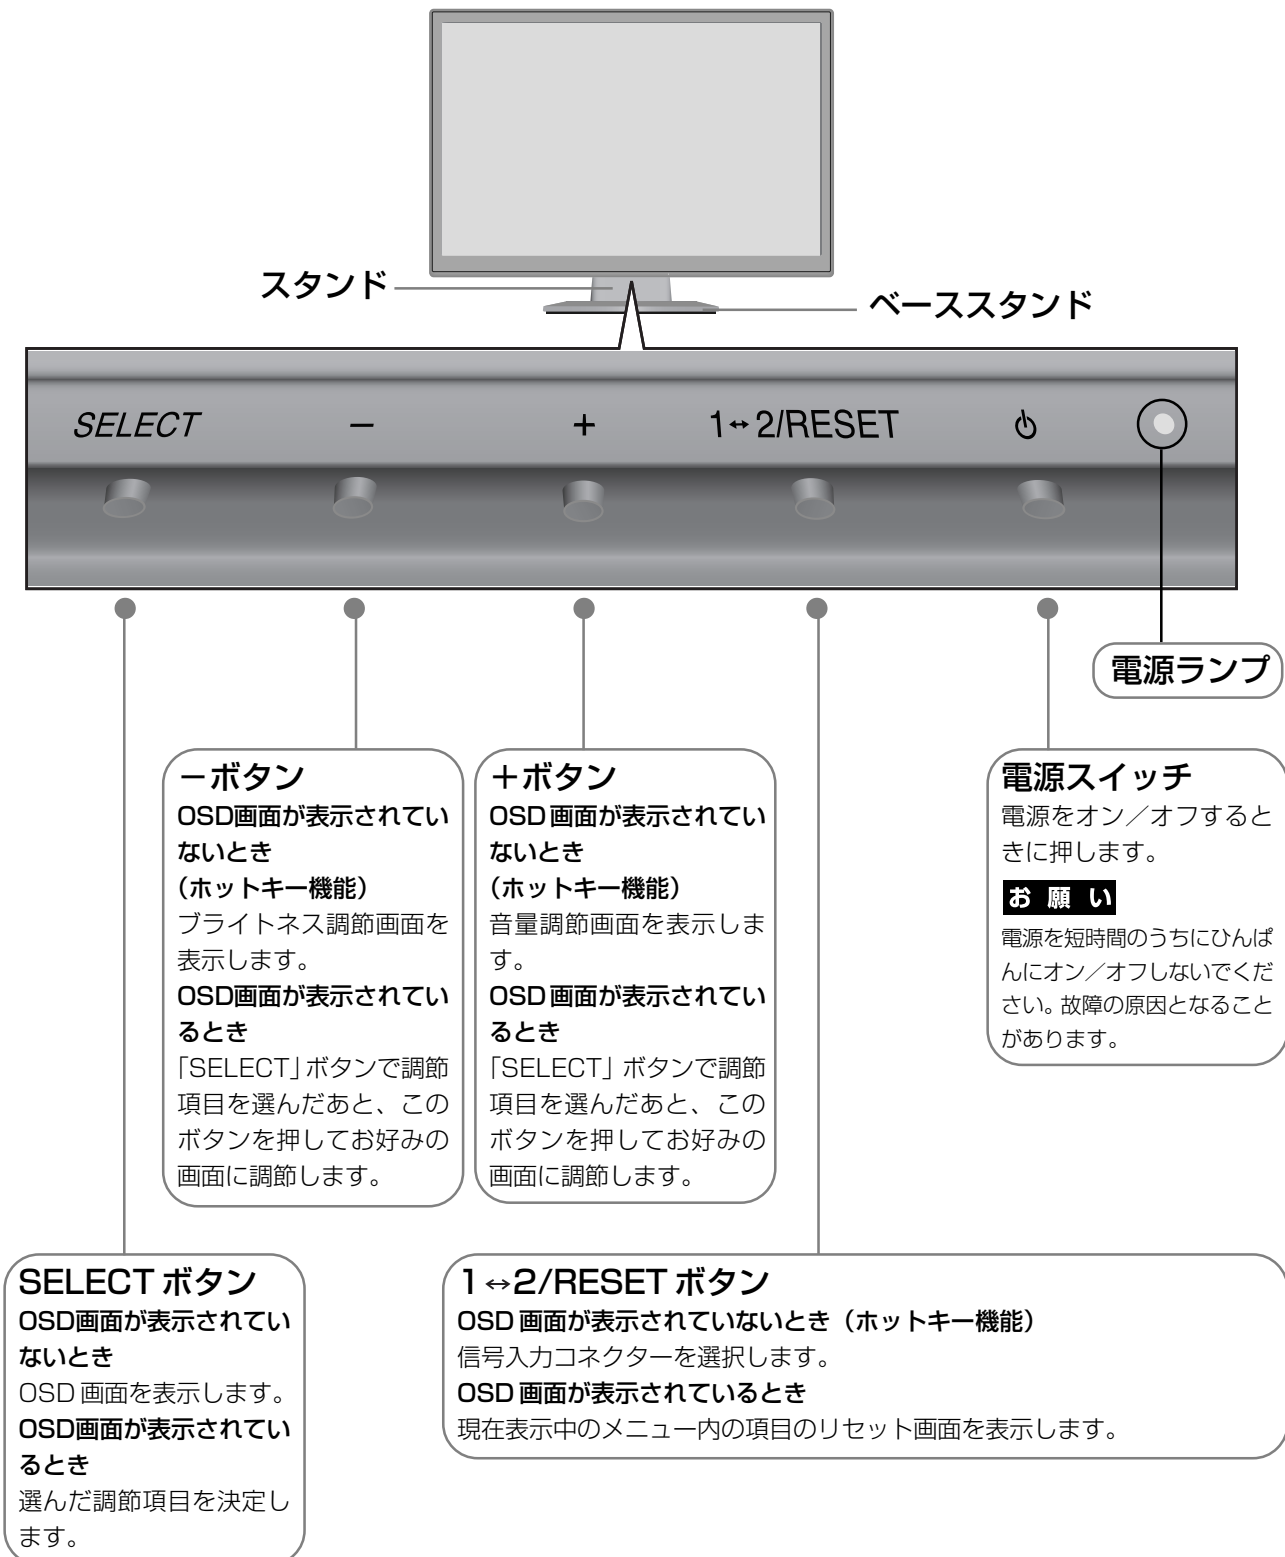 スタンド
ベーススタンド
SELECT
−
+
1↔2/RESET
⏻
電源ランプ
−ボタン
OSD画面が表示されてい
ないとき
（ホットキー機能）
ブライトネス調節画面を
表示します。
OSD画面が表示されてい
るとき
「SELECT」ボタンで調節
項目を選んだあと、この
ボタンを押してお好みの
画面に調節します。
＋ボタン
OSD画面が表示されてい
ないとき
（ホットキー機能）
音量調節画面を表示しま
す。
OSD画面が表示されてい
るとき
「SELECT」ボタンで調節
項目を選んだあと、この
ボタンを押してお好みの
画面に調節します。
電源スイッチ
電源をオン／オフすると
きに押します。
お願い
電源を短時間のうちにひんぱ
んにオン／オフしないでくだ
さい。故障の原因となること
があります。
SELECT ボタン
OSD画面が表示されてい
ないとき
OSD画面を表示します。
OSD画面が表示されてい
るとき
選んだ調節項目を決定し
ます。
1↔2/RESET ボタン
OSD画面が表示されていないとき（ホットキー機能）
信号入力コネクターを選択します。
OSD画面が表示されているとき
現在表示中のメニュー内の項目のリセット画面を表示します。